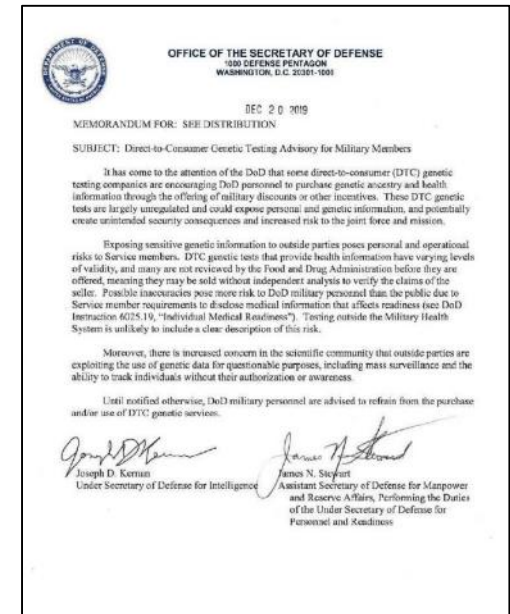 OFFICE OF THE SECRETARY OF DEFENSE
1000 DEFENSE PENTAGON
WASHINGTON, D.C. 20301-1000
DEC 20 2019
MEMORANDUM FOR: SEE DISTRIBUTION
SUBJECT: Direct-to-Consumer Genetic Testing Advisory for Military Members
It has come to the attention of the DoD that some direct-to-consumer (DTC) genetic
testing companies are encouraging DoD personnel to purchase genetic ancestry and health
information through the offering of military discounts or other incentives. These DTC genetic
tests are largely unregulated and could expose personal and genetic information, and potentially
create unintended security consequences and increased risk to the joint force and mission.
Exposing sensitive genetic information to outside parties poses personal and operational
risks to Service members. DTC genetic tests that provide health information have varying levels
of validity, and many are not reviewed by the Food and Drug Administration before they are
offered, meaning they may be sold without independent analysis to verify the claims of the
seller. Possible inaccuracies pose more risk to DoD military personnel than the public due to
Service member requirements to disclose medical information that affects readiness (see DoD
Instruction 6025.19, "Individual Medical Readiness"). Testing outside the Military Health
System is unlikely to include a clear description of this risk.
Moreover, there is increased concern in the scientific community that outside parties are
exploiting the use of genetic data for questionable purposes, including mass surveillance and the
ability to track individuals without their authorization or awareness.
Until notified otherwise, DoD military personnel are advised to refrain from the purchase
and/or use of DTC genetic services.
Joseph D. Kernan
Under Secretary of Defense for Intelligence
James N. Stewart
Assistant Secretary of Defense for Manpower
and Reserve Affairs, Performing the Duties
of the Under Secretary of Defense for
Personnel and Readiness